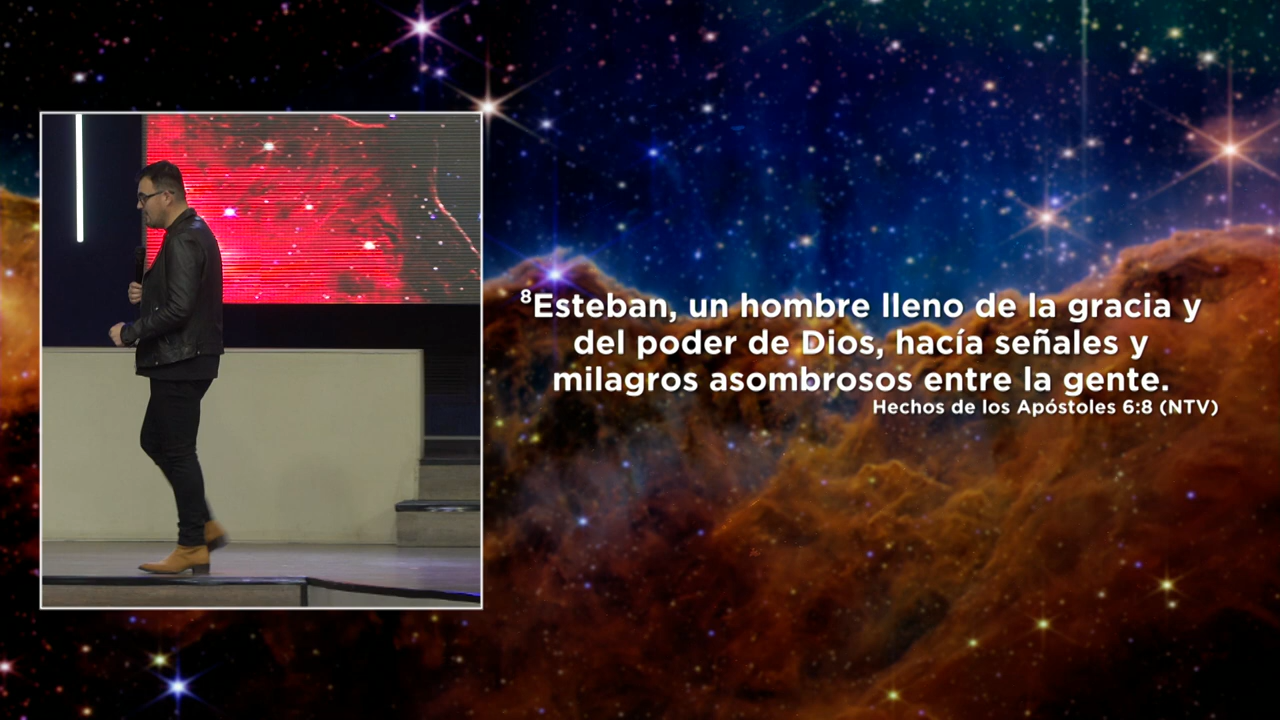 ⁸Esteban, un hombre lleno de la gracia y
del poder de Dios, hacía señales y
milagros asombrosos entre la gente.
Hechos de los Apóstoles 6:8 (NTV)